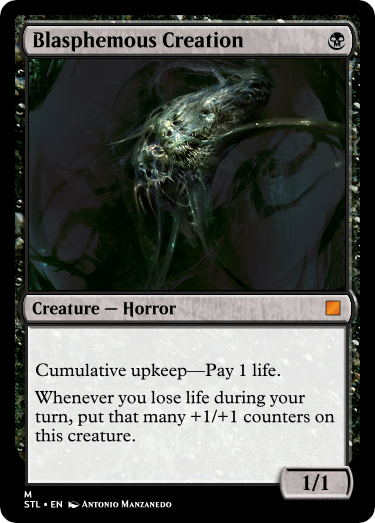 Blasphemous Creation
Creature — Horror
Cumulative upkeep—Pay 1 life.
Whenever you lose life during your
turn, put that many +1/+1 counters on
this creature.
1/1
M
STL • EN Antonio Manzanedo